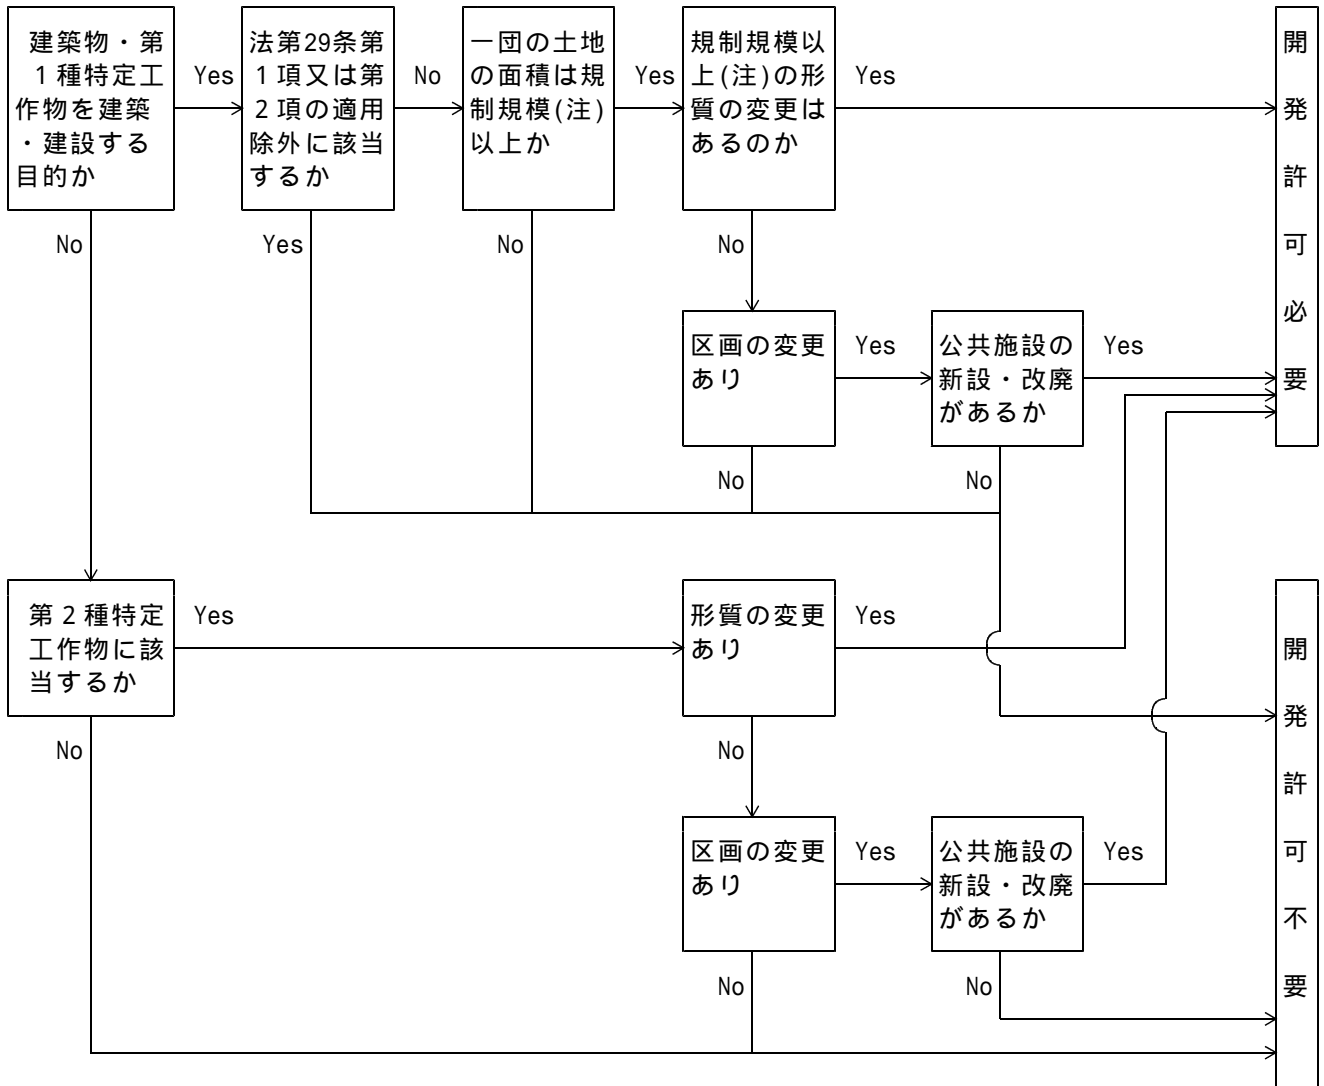 建築物・第
1種特定工
作物を建築
・建設する
目的か
Yes
法第29条第
1項又は第
2項の適用
除外に該当
するか
No
一団の土地
の面積は規
制規模(注)
以上か
Yes
規制規模以
上(注)の形
質の変更は
あるのか
Yes
開発許可必要
No
Yes
No
No
区画の変更
あり
Yes
公共施設の
新設・改廃
があるか
Yes
No
No
第2種特定
工作物に該
当するか
Yes
形質の変更
あり
Yes
開発許可不要
No
No
区画の変更
あり
Yes
公共施設の
新設・改廃
があるか
Yes
No
No